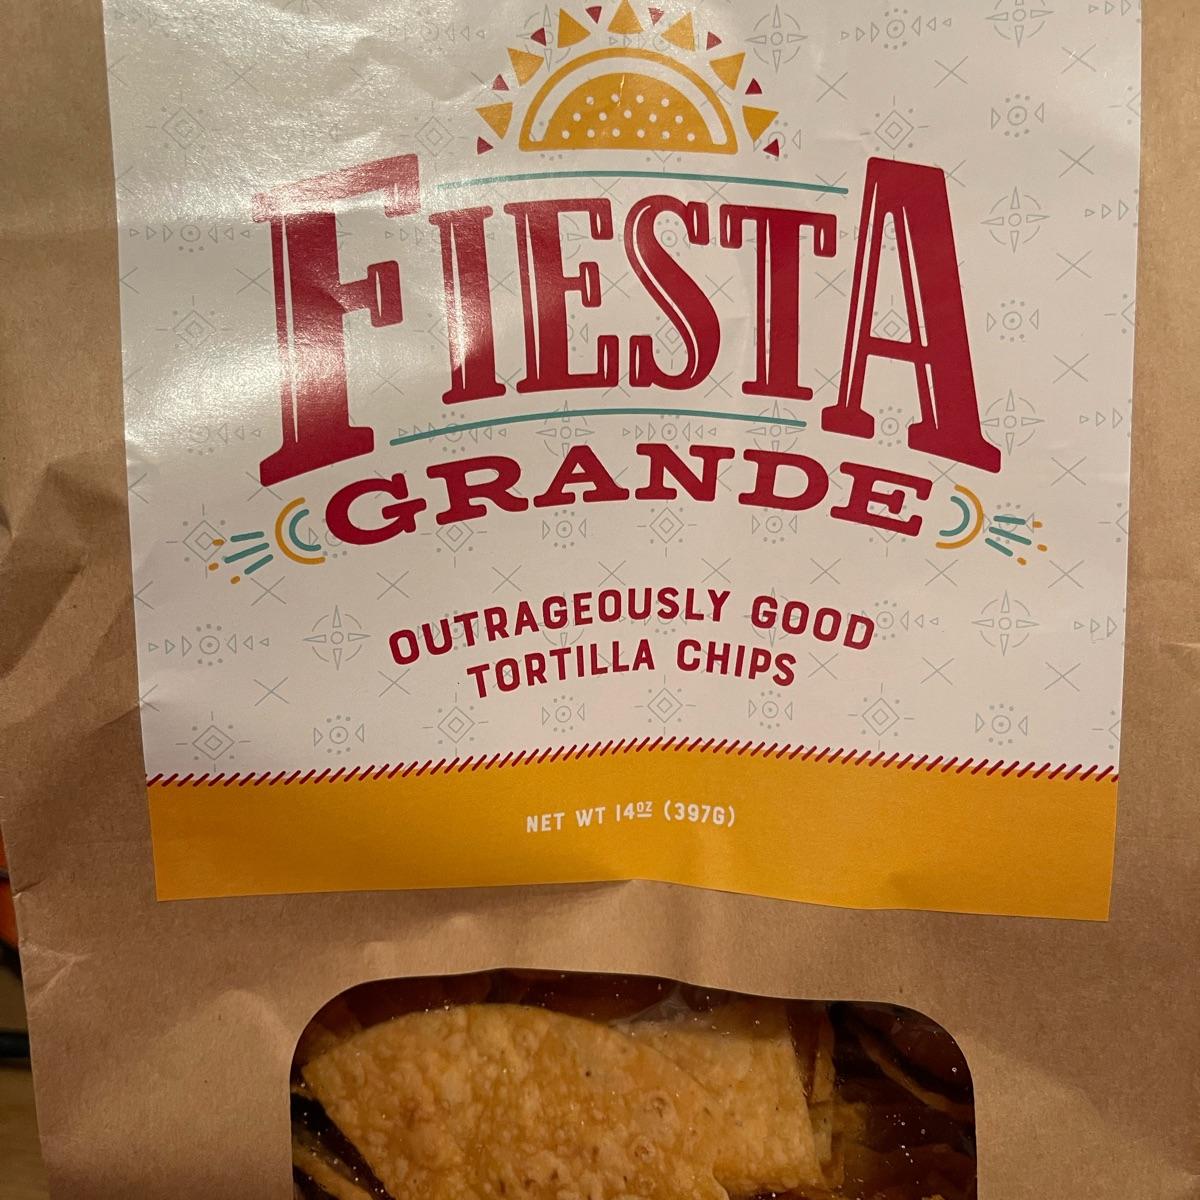 FIESTA
GRANDE
OUTRAGEOUSLY GOOD
TORTILLA CHIPS
NET WT 14OZ (397G)